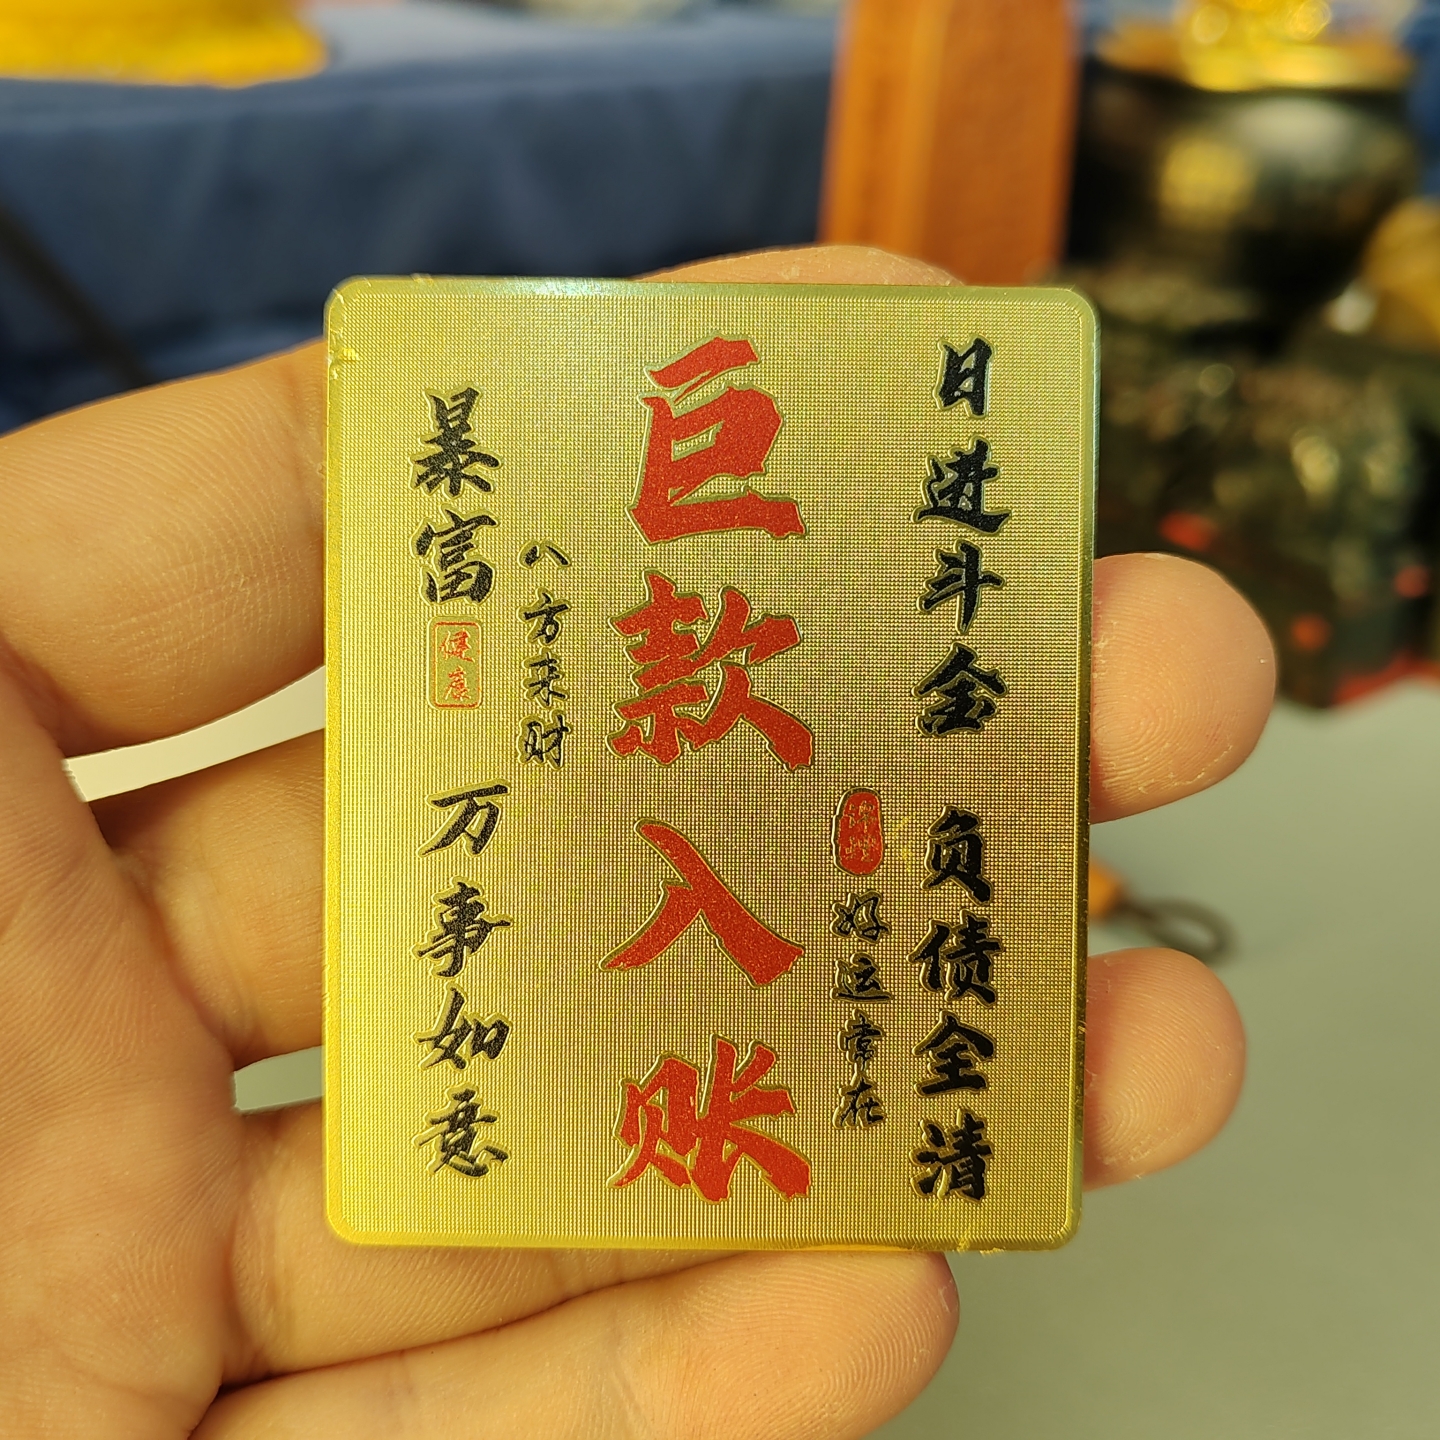 日进斗金 负债全清
好运常在
巨款入账
八方来财
暴富 健康 万事如意